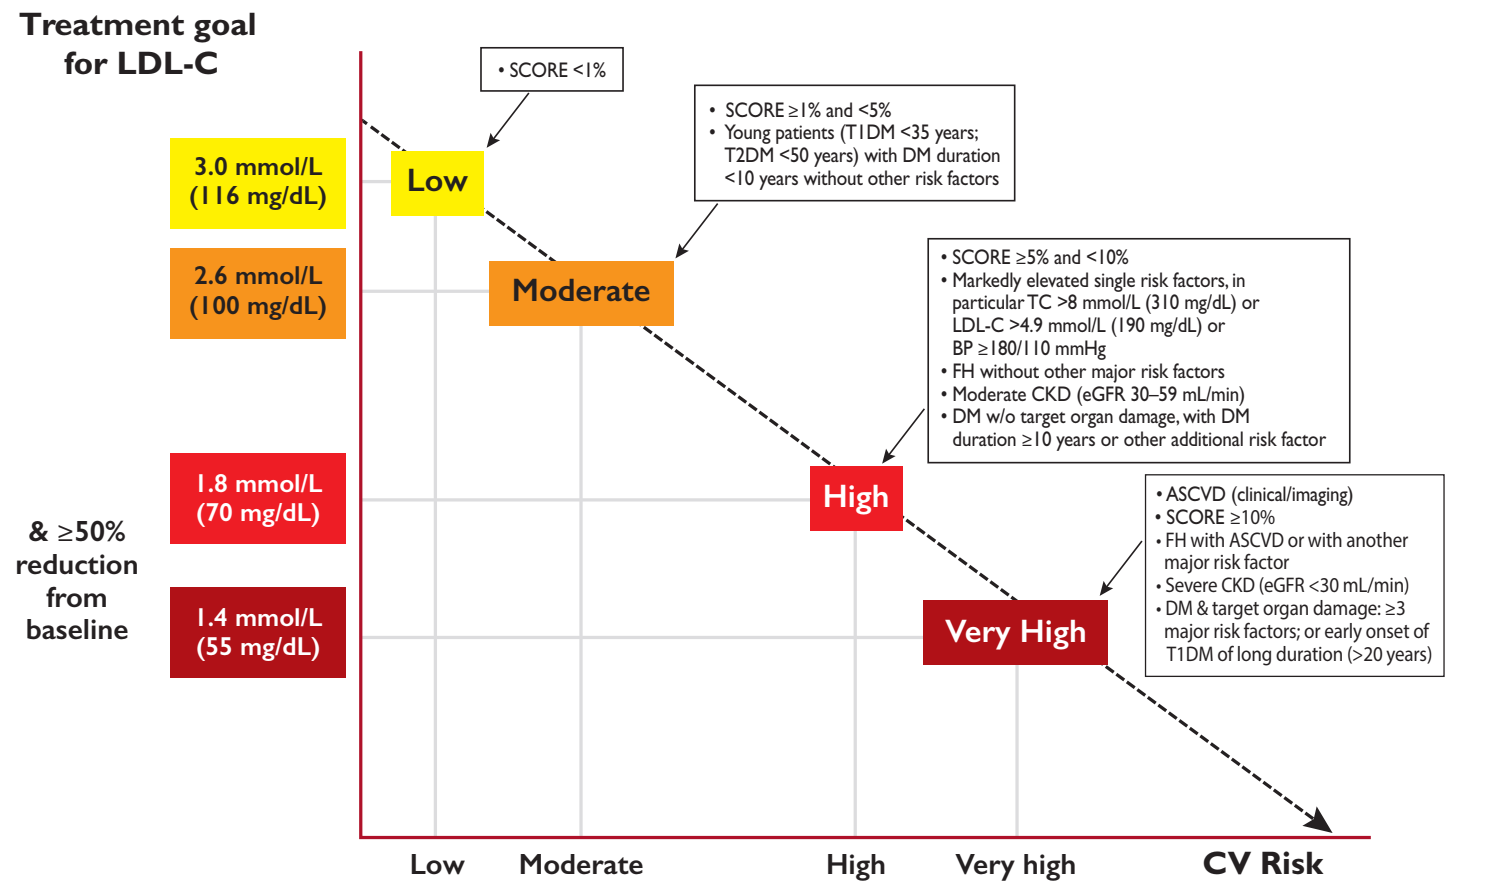 Treatment goal
for LDL-C
• SCORE <1%
• SCORE ≥1% and <5%
• Young patients (T1DM <35 years;
T2DM <50 years) with DM duration
<10 years without other risk factors
3.0 mmol/L
(116 mg/dL)
Low
2.6 mmol/L
(100 mg/dL)
Moderate
• SCORE ≥5% and <10%
• Markedly elevated single risk factors, in
particular TC >8 mmol/L (310 mg/dL) or
LDL-C >4.9 mmol/L (190 mg/dL) or
BP ≥180/110 mmHg
• FH without other major risk factors
• Moderate CKD (eGFR 30–59 mL/min)
• DM w/o target organ damage, with DM
duration ≥10 years or other additional risk factor
1.8 mmol/L
(70 mg/dL)
High
• ASCVD (clinical/imaging)
• SCORE ≥10%
• FH with ASCVD or with another
major risk factor
• Severe CKD (eGFR <30 mL/min)
• DM & target organ damage: ≥3
major risk factors; or early onset of
T1DM of long duration (>20 years)
& ≥50%
reduction
from
baseline
1.4 mmol/L
(55 mg/dL)
Very High
Low
Moderate
High
Very high
CV Risk